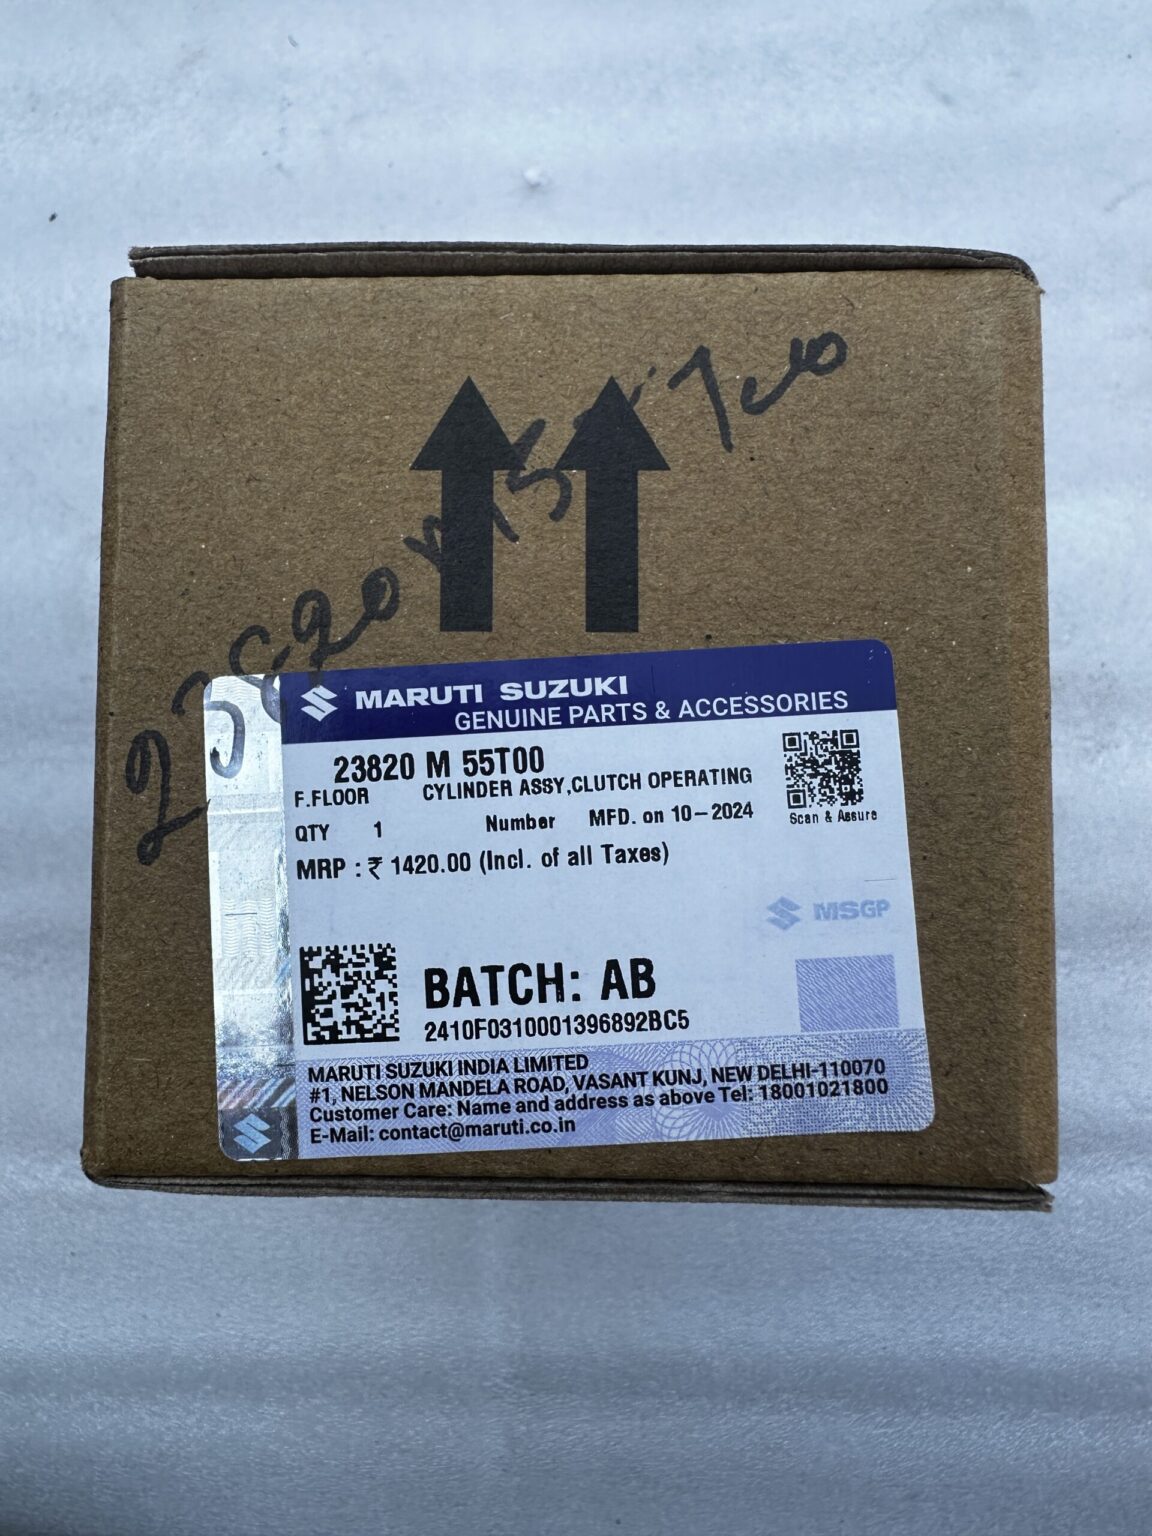 MARUTI SUZUKI
GENUINE PARTS & ACCESSORIES
23820 M 55T00
F.FLOOR CYLINDER ASSY,CLUTCH OPERATING
QTY 1 Number MFD. on 10-2024
Scan & Assure
MRP : ₹ 1420.00 (Incl. of all Taxes)
MSGP
BATCH: AB
2410F0310001396892BC5
MARUTI SUZUKI INDIA LIMITED
#1, NELSON MANDELA ROAD, VASANT KUNJ, NEW DELHI-110070
Customer Care: Name and address as above Tel: 18001021800
E-Mail: contact@maruti.co.in